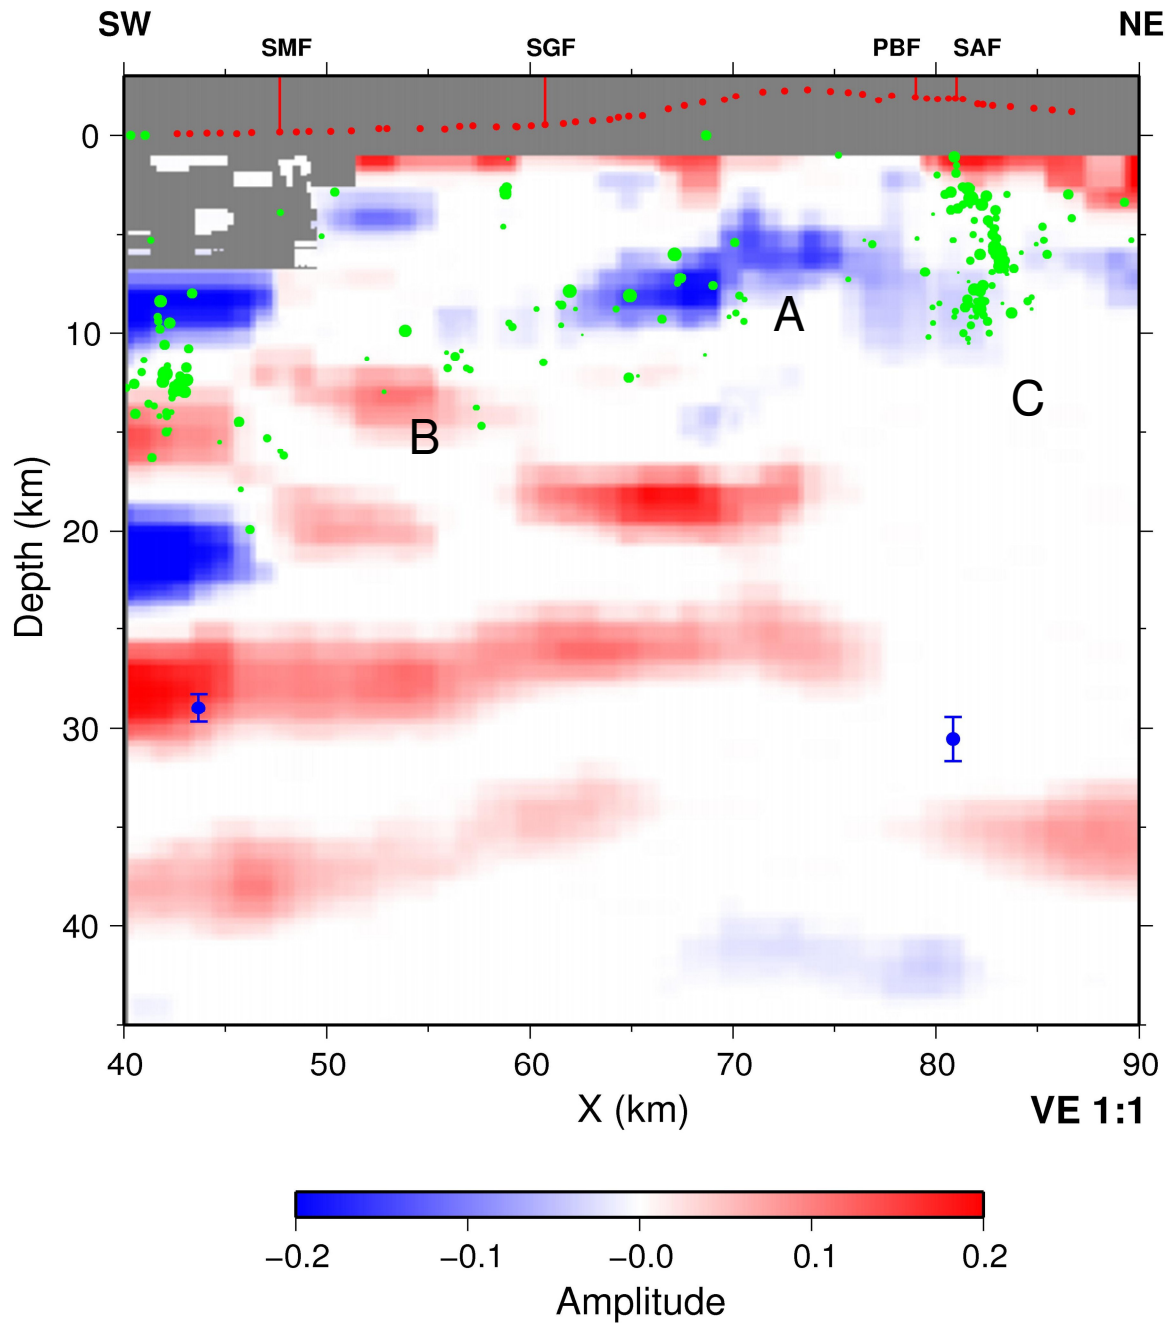 SW NE
SMF SGF PBF SAF
0
10
20
30
40
Depth (km)
A
B
C
40 50 60 70 80 90
X (km) VE 1:1
−0.2 −0.1 −0.0 0.1 0.2
Amplitude